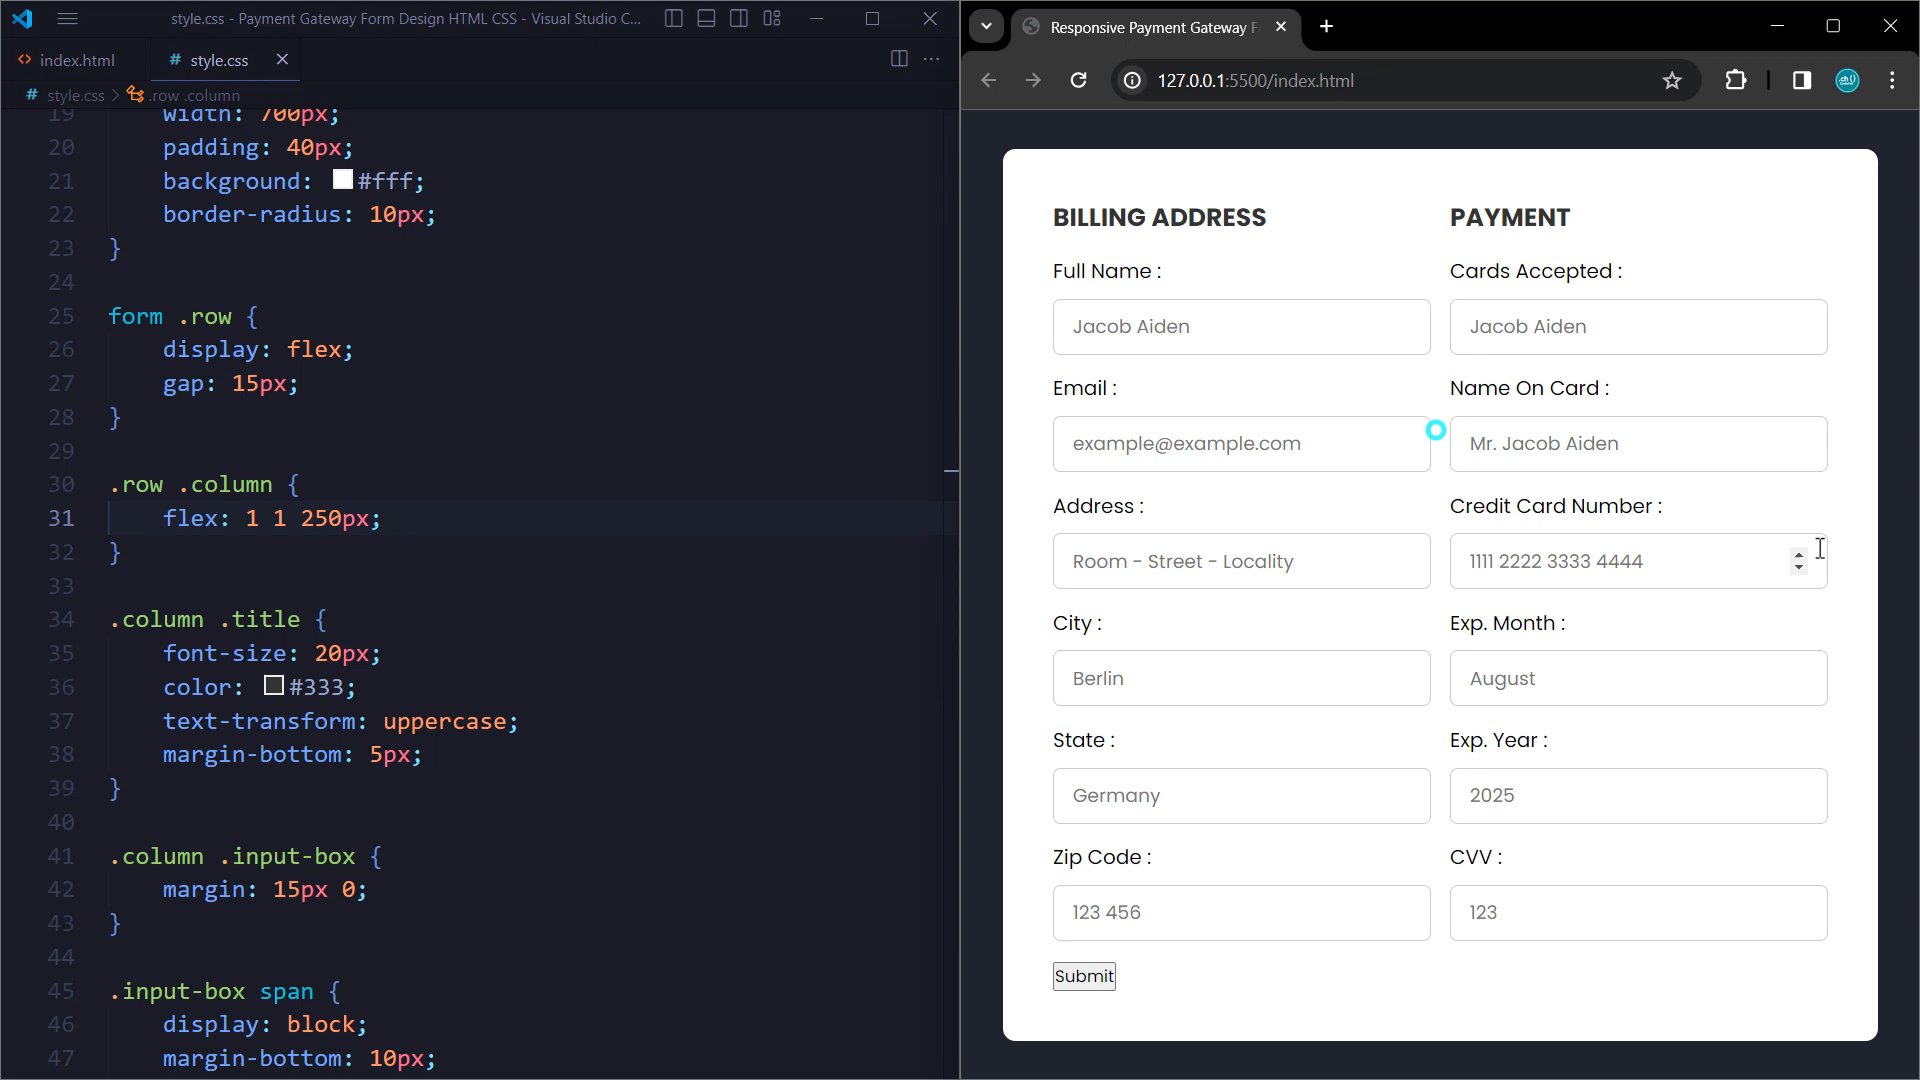 style.css - Payment Gateway Form Design HTML CSS - Visual Studio C...
index.html
# style.css
# style.css > .row .column
19 width: 700px;
20 padding: 40px;
21 background: #fff;
22 border-radius: 10px;
23 }
24
25 form .row {
26 display: flex;
27 gap: 15px;
28 }
29
30 .row .column {
31 flex: 1 1 250px;
32 }
33
34 .column .title {
35 font-size: 20px;
36 color: #333;
37 text-transform: uppercase;
38 margin-bottom: 5px;
39 }
40
41 .column .input-box {
42 margin: 15px 0;
43 }
44
45 .input-box span {
46 display: block;
47 margin-bottom: 10px;
Responsive Payment Gateway F
127.0.0.1:5500/index.html
BILLING ADDRESS
Full Name :
Jacob Aiden
Email :
example@example.com
Address :
Room - Street - Locality
City :
Berlin
State :
Germany
Zip Code :
123 456
Submit
PAYMENT
Cards Accepted :
Jacob Aiden
Name On Card :
Mr. Jacob Aiden
Credit Card Number :
1111 2222 3333 4444
Exp. Month :
August
Exp. Year :
2025
CVV :
123